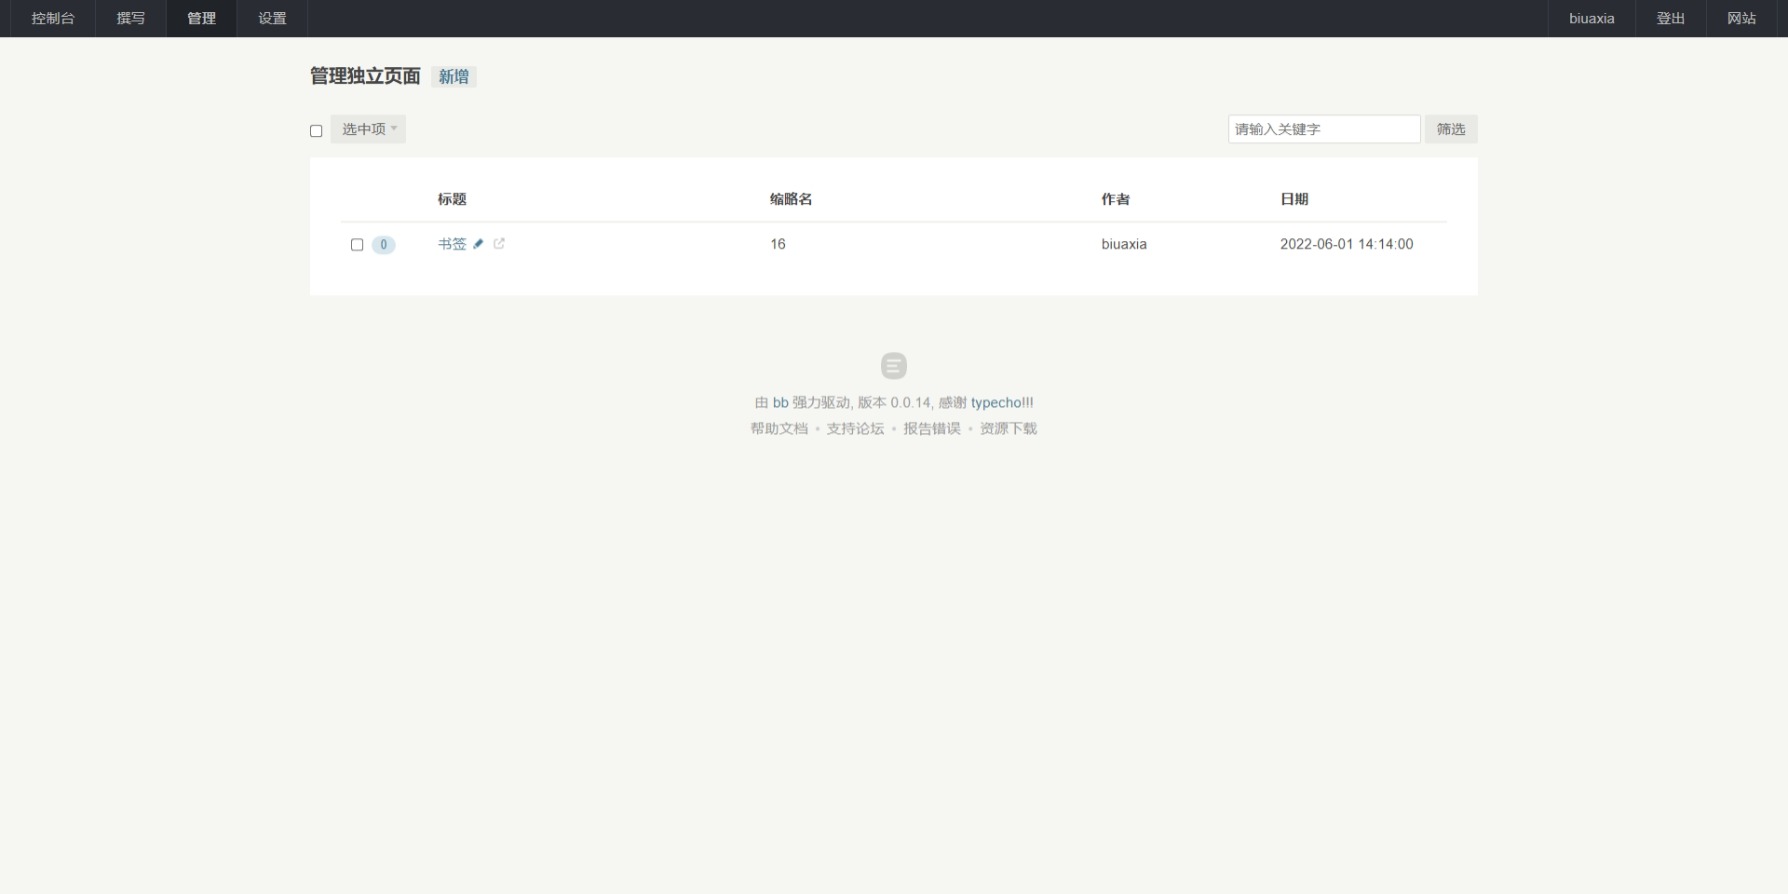 控制台 撰写 管理 设置 biuaxia 登出 网站
管理独立页面 新增
选中项 请输入关键字 筛选
标题 缩略名 作者 日期
0 书签 16 biuaxia 2022-06-01 14:14:00
由 bb 强力驱动, 版本 0.0.14, 感谢 typecho!!!
帮助文档 • 支持论坛 • 报告错误 • 资源下载